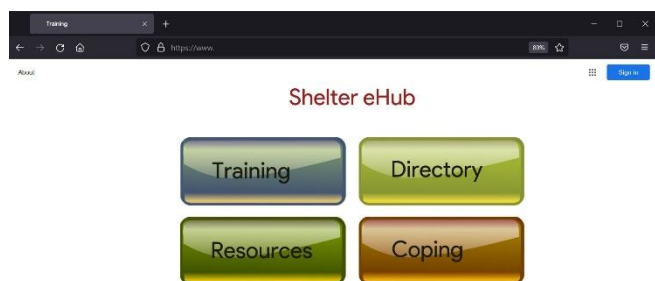 Training
https://www.
83%
About
Sign in
Shelter eHub
Training
Directory
Resources
Coping